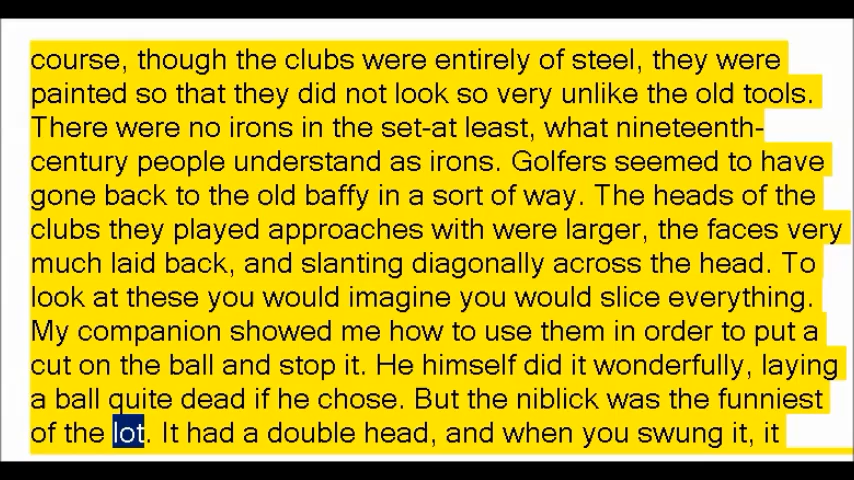 course, though the clubs were entirely of steel, they were
painted so that they did not look so very unlike the old tools.
There were no irons in the set-at least, what nineteenth-
century people understand as irons. Golfers seemed to have
gone back to the old baffy in a sort of way. The heads of the
clubs they played approaches with were larger, the faces very
much laid back, and slanting diagonally across the head. To
look at these you would imagine you would slice everything.
My companion showed me how to use them in order to put a
cut on the ball and stop it. He himself did it wonderfully, laying
a ball quite dead if he chose. But the niblick was the funniest
of the lot. It had a double head, and when you swung it, it